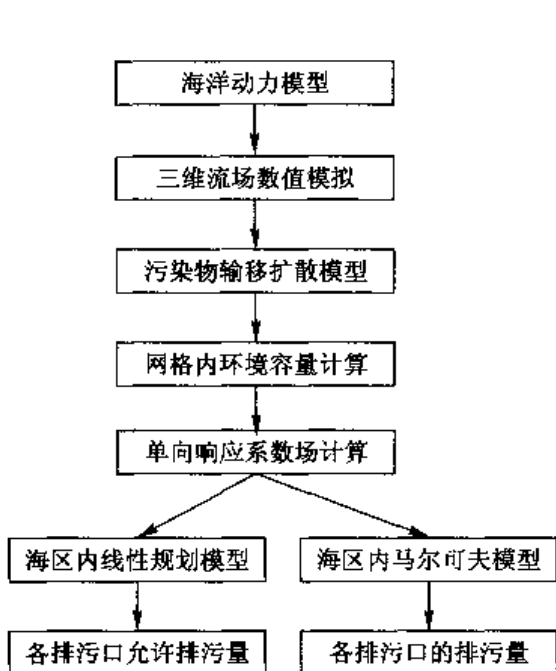 海洋动力模型
三维流场数值模拟
污染物输移扩散模型
网格内环境容量计算
单向响应系数场计算
海区内线性规划模型
海区内马尔可夫模型
各排污口允许排污量
各排污口的排污量